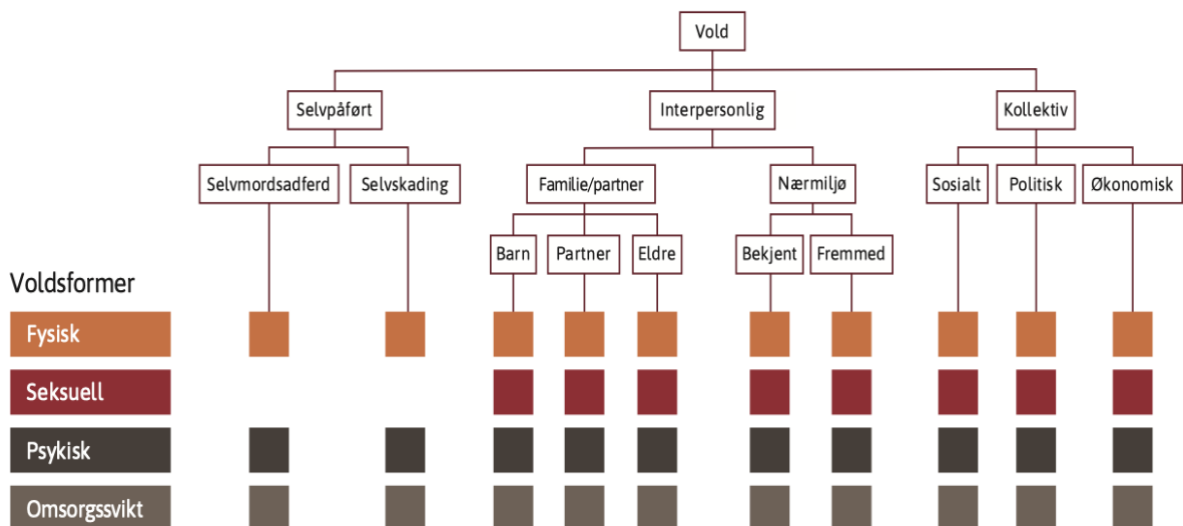 Vold
Selvpåført
Interpersonlig
Kollektiv
Selvmordsadferd
Selvskading
Familie/partner
Nærmiljø
Sosialt
Politisk
Økonomisk
Barn
Partner
Eldre
Bekjent
Fremmed
Voldsformer
Fysisk
Seksuell
Psykisk
Omsorgssvikt